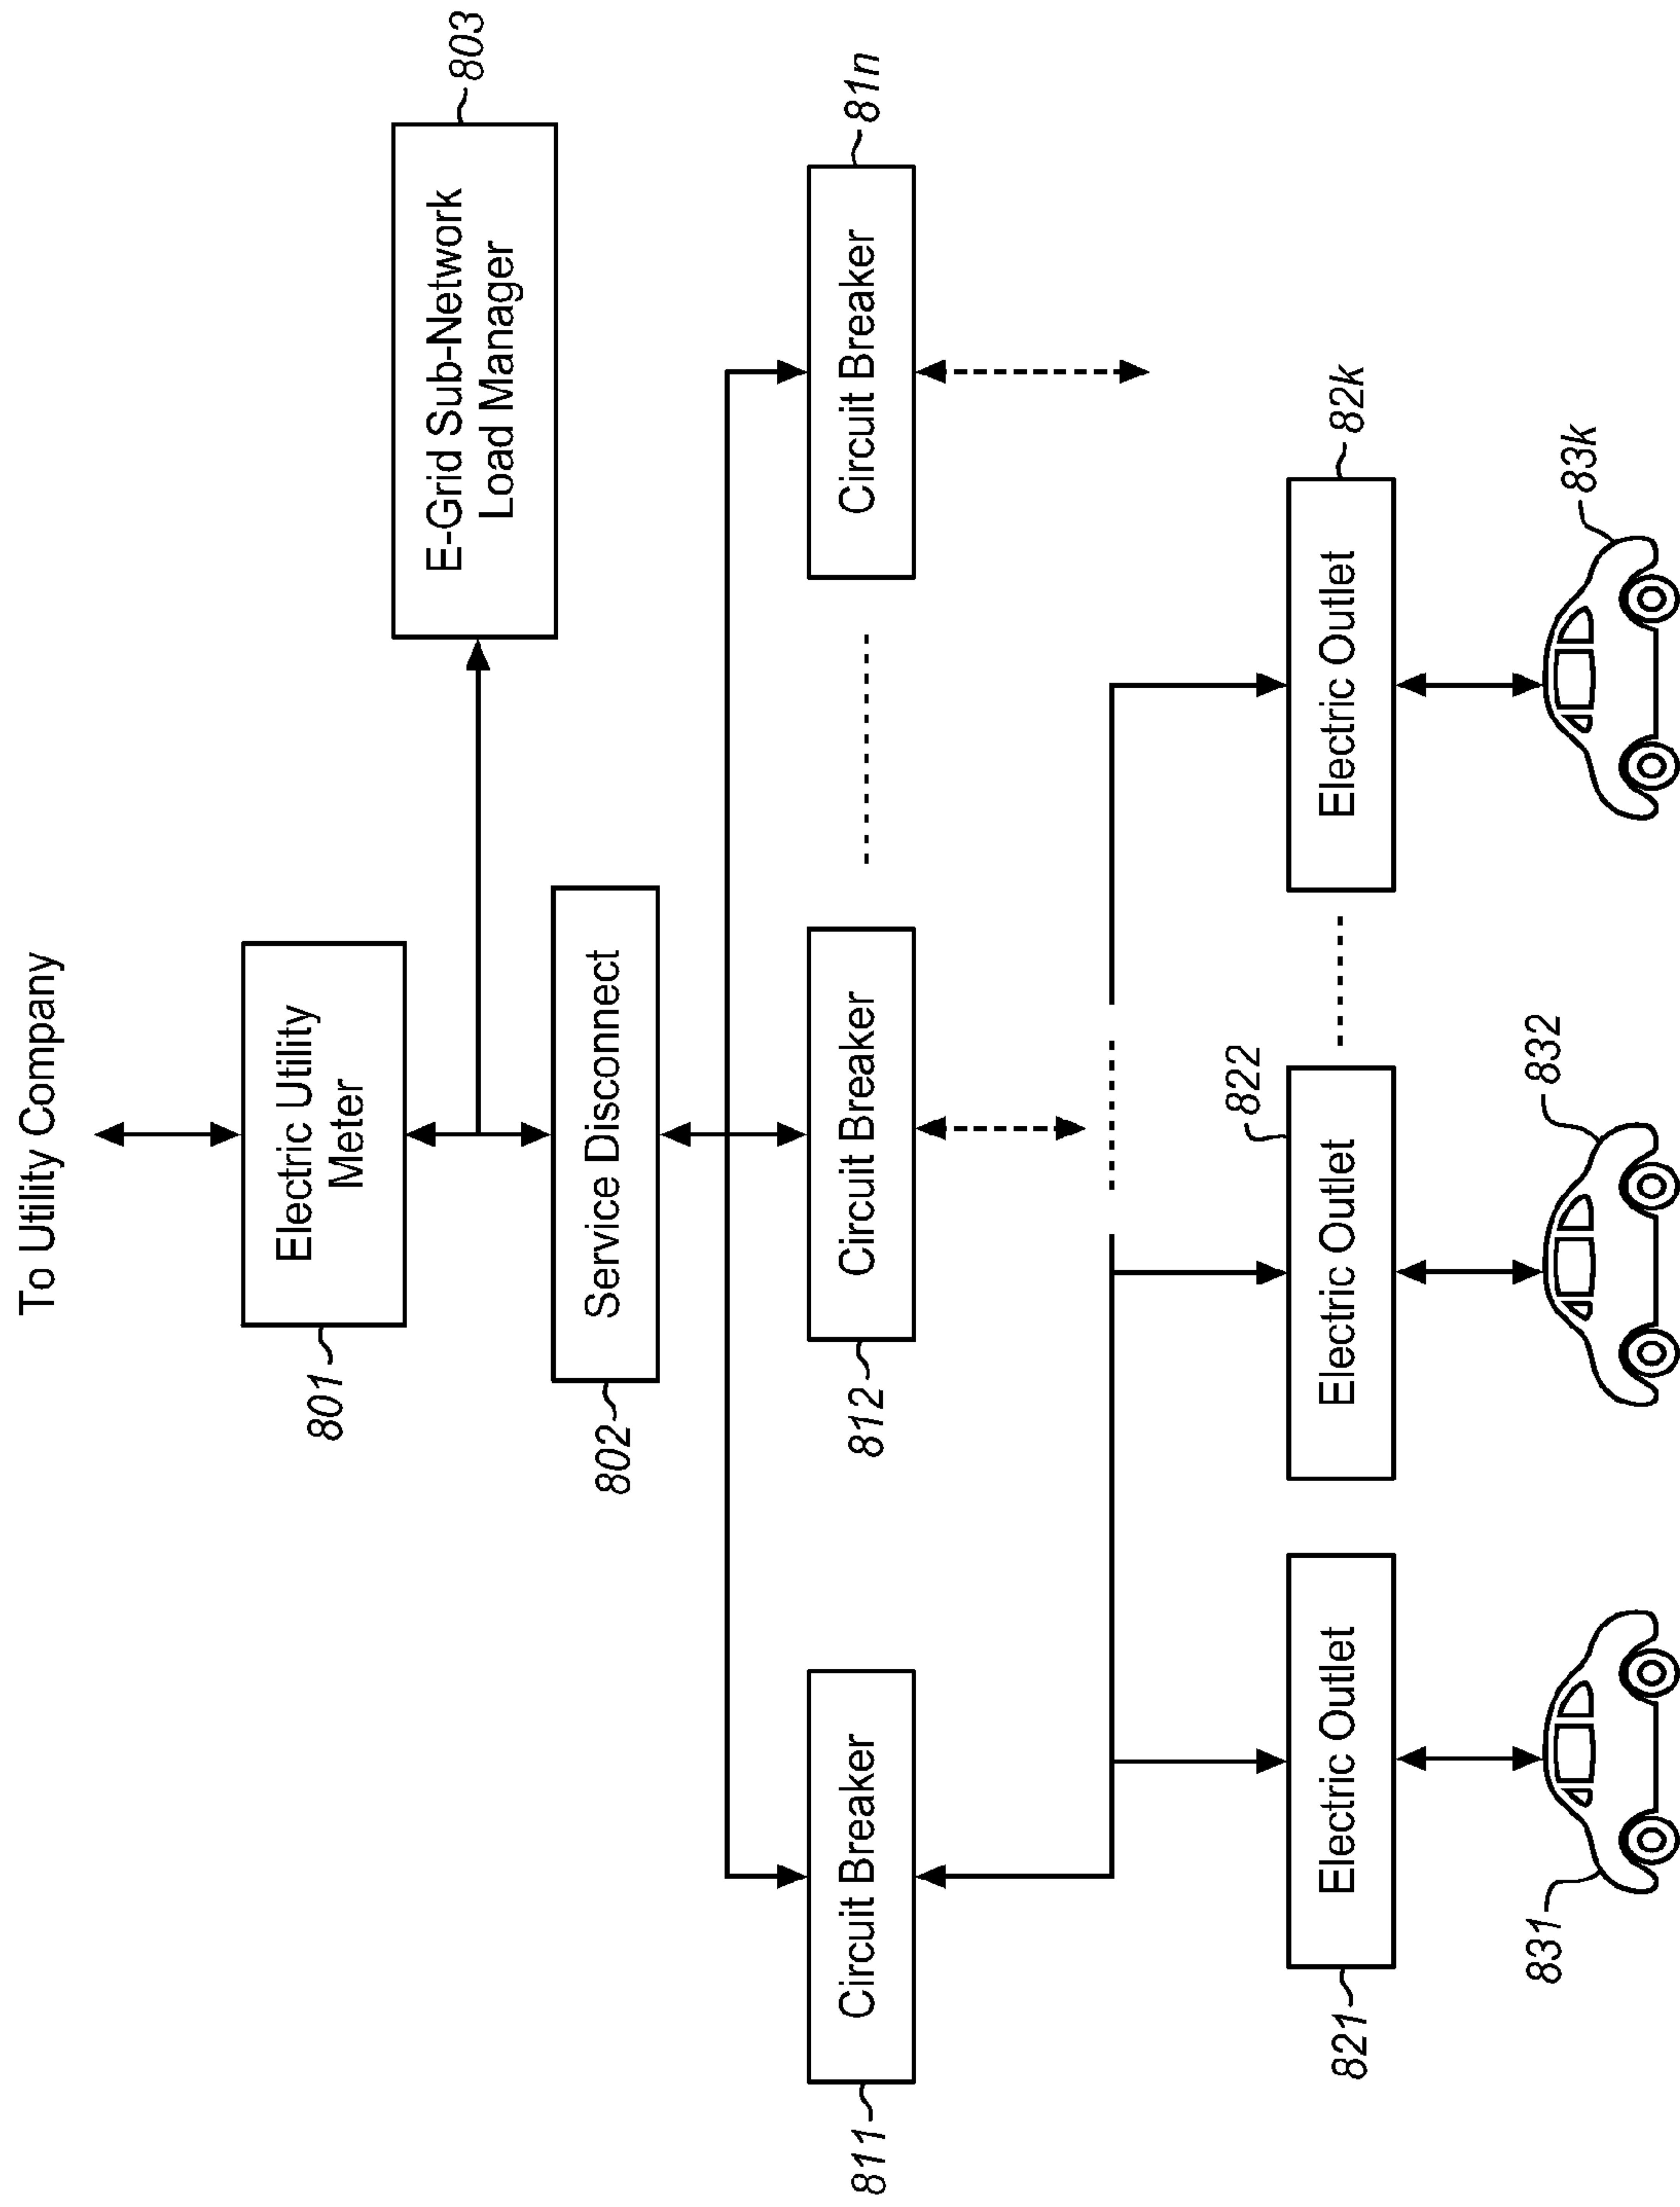 To Utility Company
Electric Utility
Meter
801
803
E-Grid Sub-Network
Load Manager
Service Disconnect
802
81n
Circuit Breaker
Circuit Breaker
Circuit Breaker
811
812
822
82k
Electric Outlet
Electric Outlet
Electric Outlet
821
831
832
83k